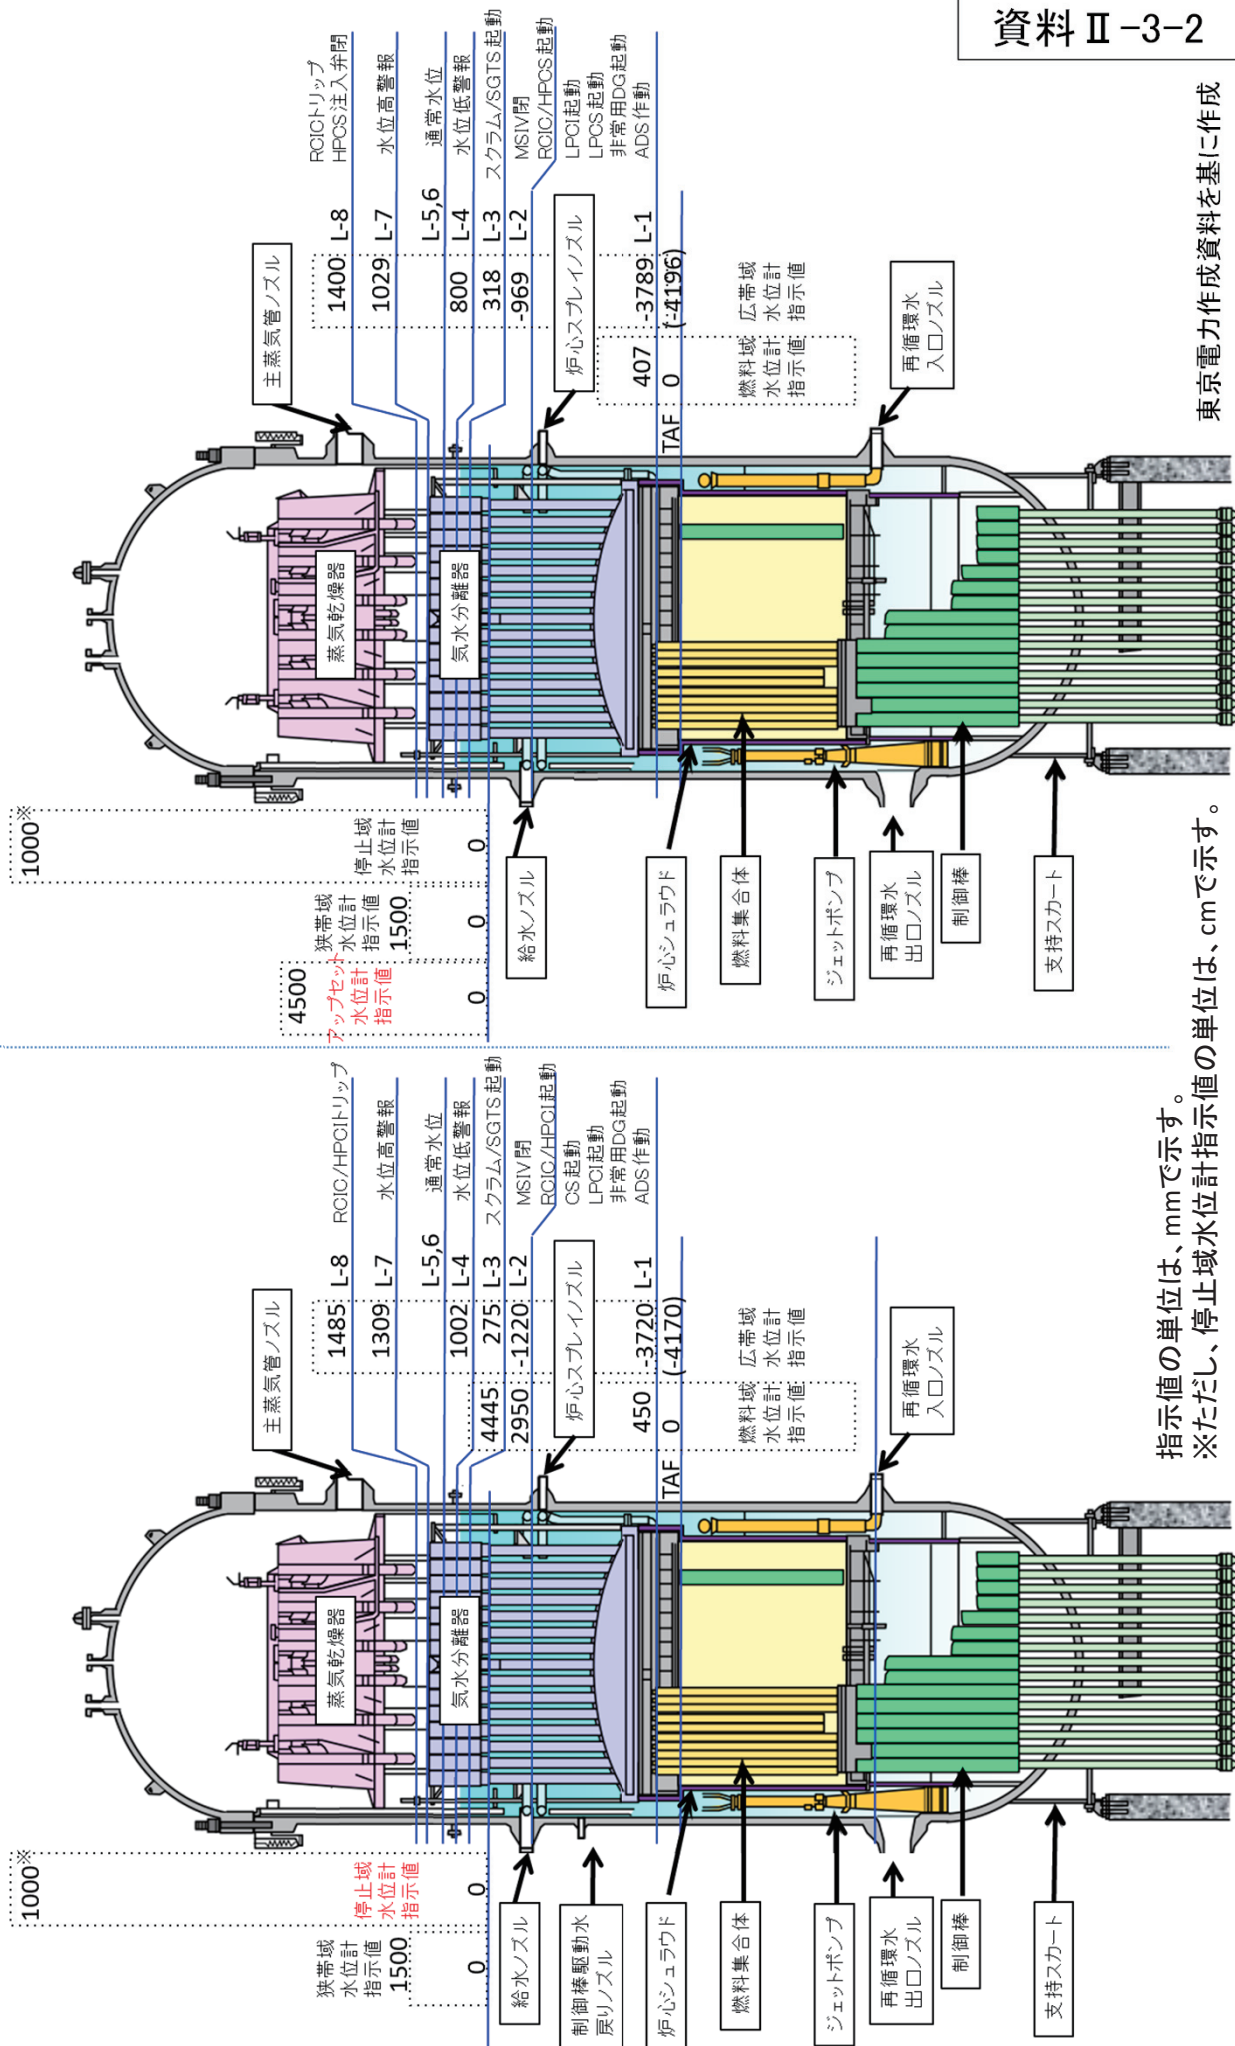 資料Ⅱ-3-2
1000※
停止域
水位計
指示値
0
狭帯域
水位計
指示値
1500
0
主蒸気管ノズル
蒸気乾燥器
気水分離器
1485 L-8 RCIC/HPCIトリップ
1309 L-7 水位高警報
L-5,6 通常水位
1002 L-4 水位低警報
4445 275 L-3 スクラム/SGTS起動
2950 -1220 L-2 MSIV閉
RCIC/HPCI起動
CS起動
LPCI起動
非常用DG起動
ADS作動
450 -3720 L-1
TAF 0 (-4170)
燃料域
水位計
指示値
広帯域
水位計
指示値
炉心スプレイノズル
再循環水
入口ノズル
給水ノズル
制御棒駆動水
戻りノズル
炉心シュラウド
燃料集合体
ジェットポンプ
再循環水
出口ノズル
制御棒
支持スカート
1000※
停止域
水位計
指示値
0
狭帯域
水位計
指示値
1500
0
4500
アップセット
水位計
指示値
0
主蒸気管ノズル
蒸気乾燥器
気水分離器
RCICトリップ
1400 L-8 HPCS注入弁閉
1029 L-7 水位高警報
L-5,6 通常水位
800 L-4 水位低警報
318 L-3 スクラム/SGTS起動
-969 L-2 MSIV閉
RCIC/HPCS起動
LPCI起動
LPCS起動
非常用DG起動
ADS作動
407 -3789 L-1
TAF 0 (-4196)
燃料域
水位計
指示値
広帯域
水位計
指示値
炉心スプレイノズル
再循環水
入口ノズル
給水ノズル
炉心シュラウド
燃料集合体
ジェットポンプ
再循環水
出口ノズル
制御棒
支持スカート
指示値の単位は、mmで示す。
※ただし、停止域水位計指示値の単位は、cmで示す。
東京電力作成資料を基に作成